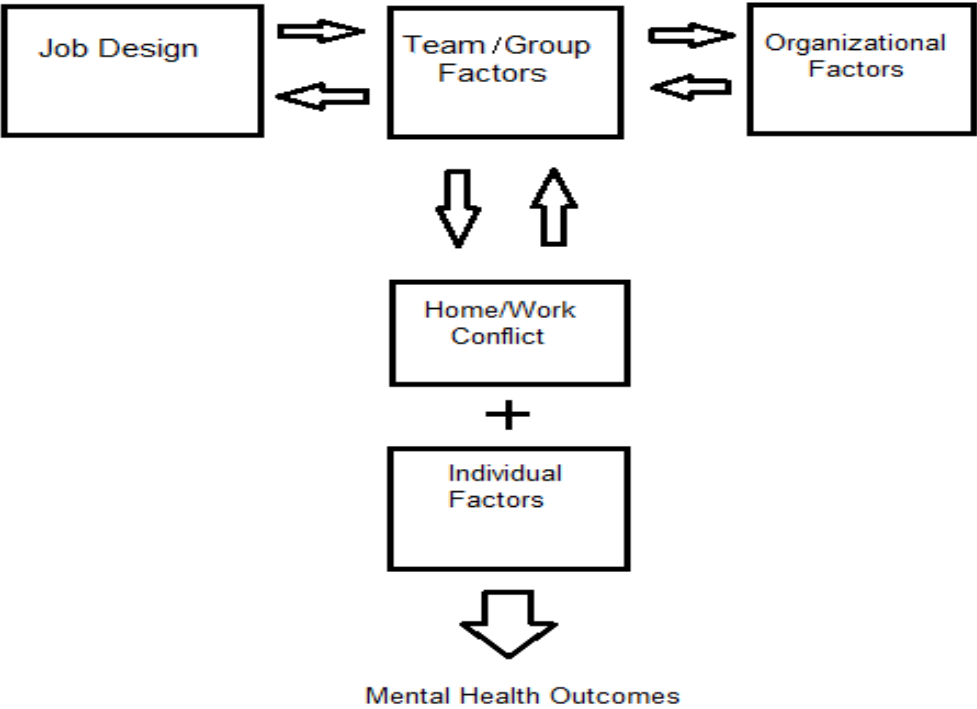 Job Design
Team / Group
Factors
Organizational
Factors
Home/Work
Conflict
+
Individual
Factors
Mental Health Outcomes